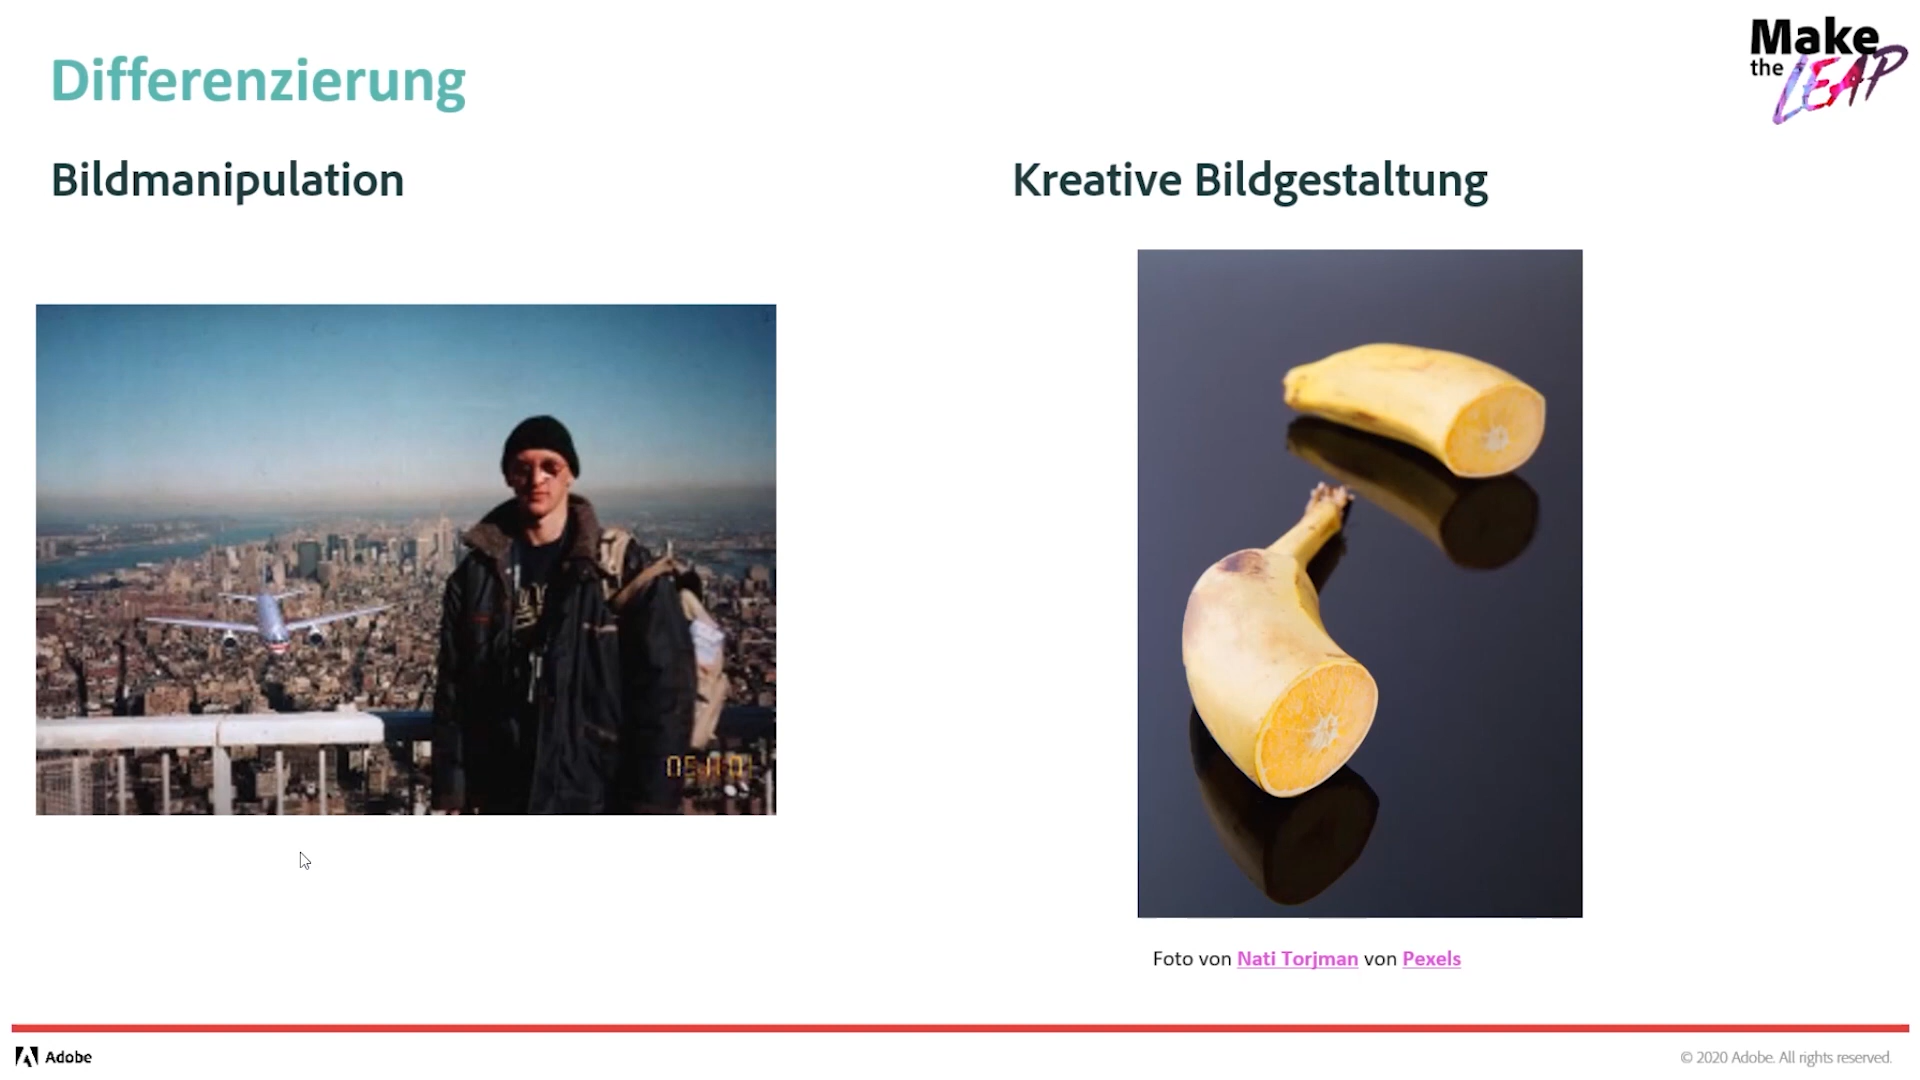 Make
the LEAP
Differenzierung
Bildmanipulation
Kreative Bildgestaltung
Foto von Nati Torjman von Pexels
Adobe
© 2020 Adobe. All rights reserved.